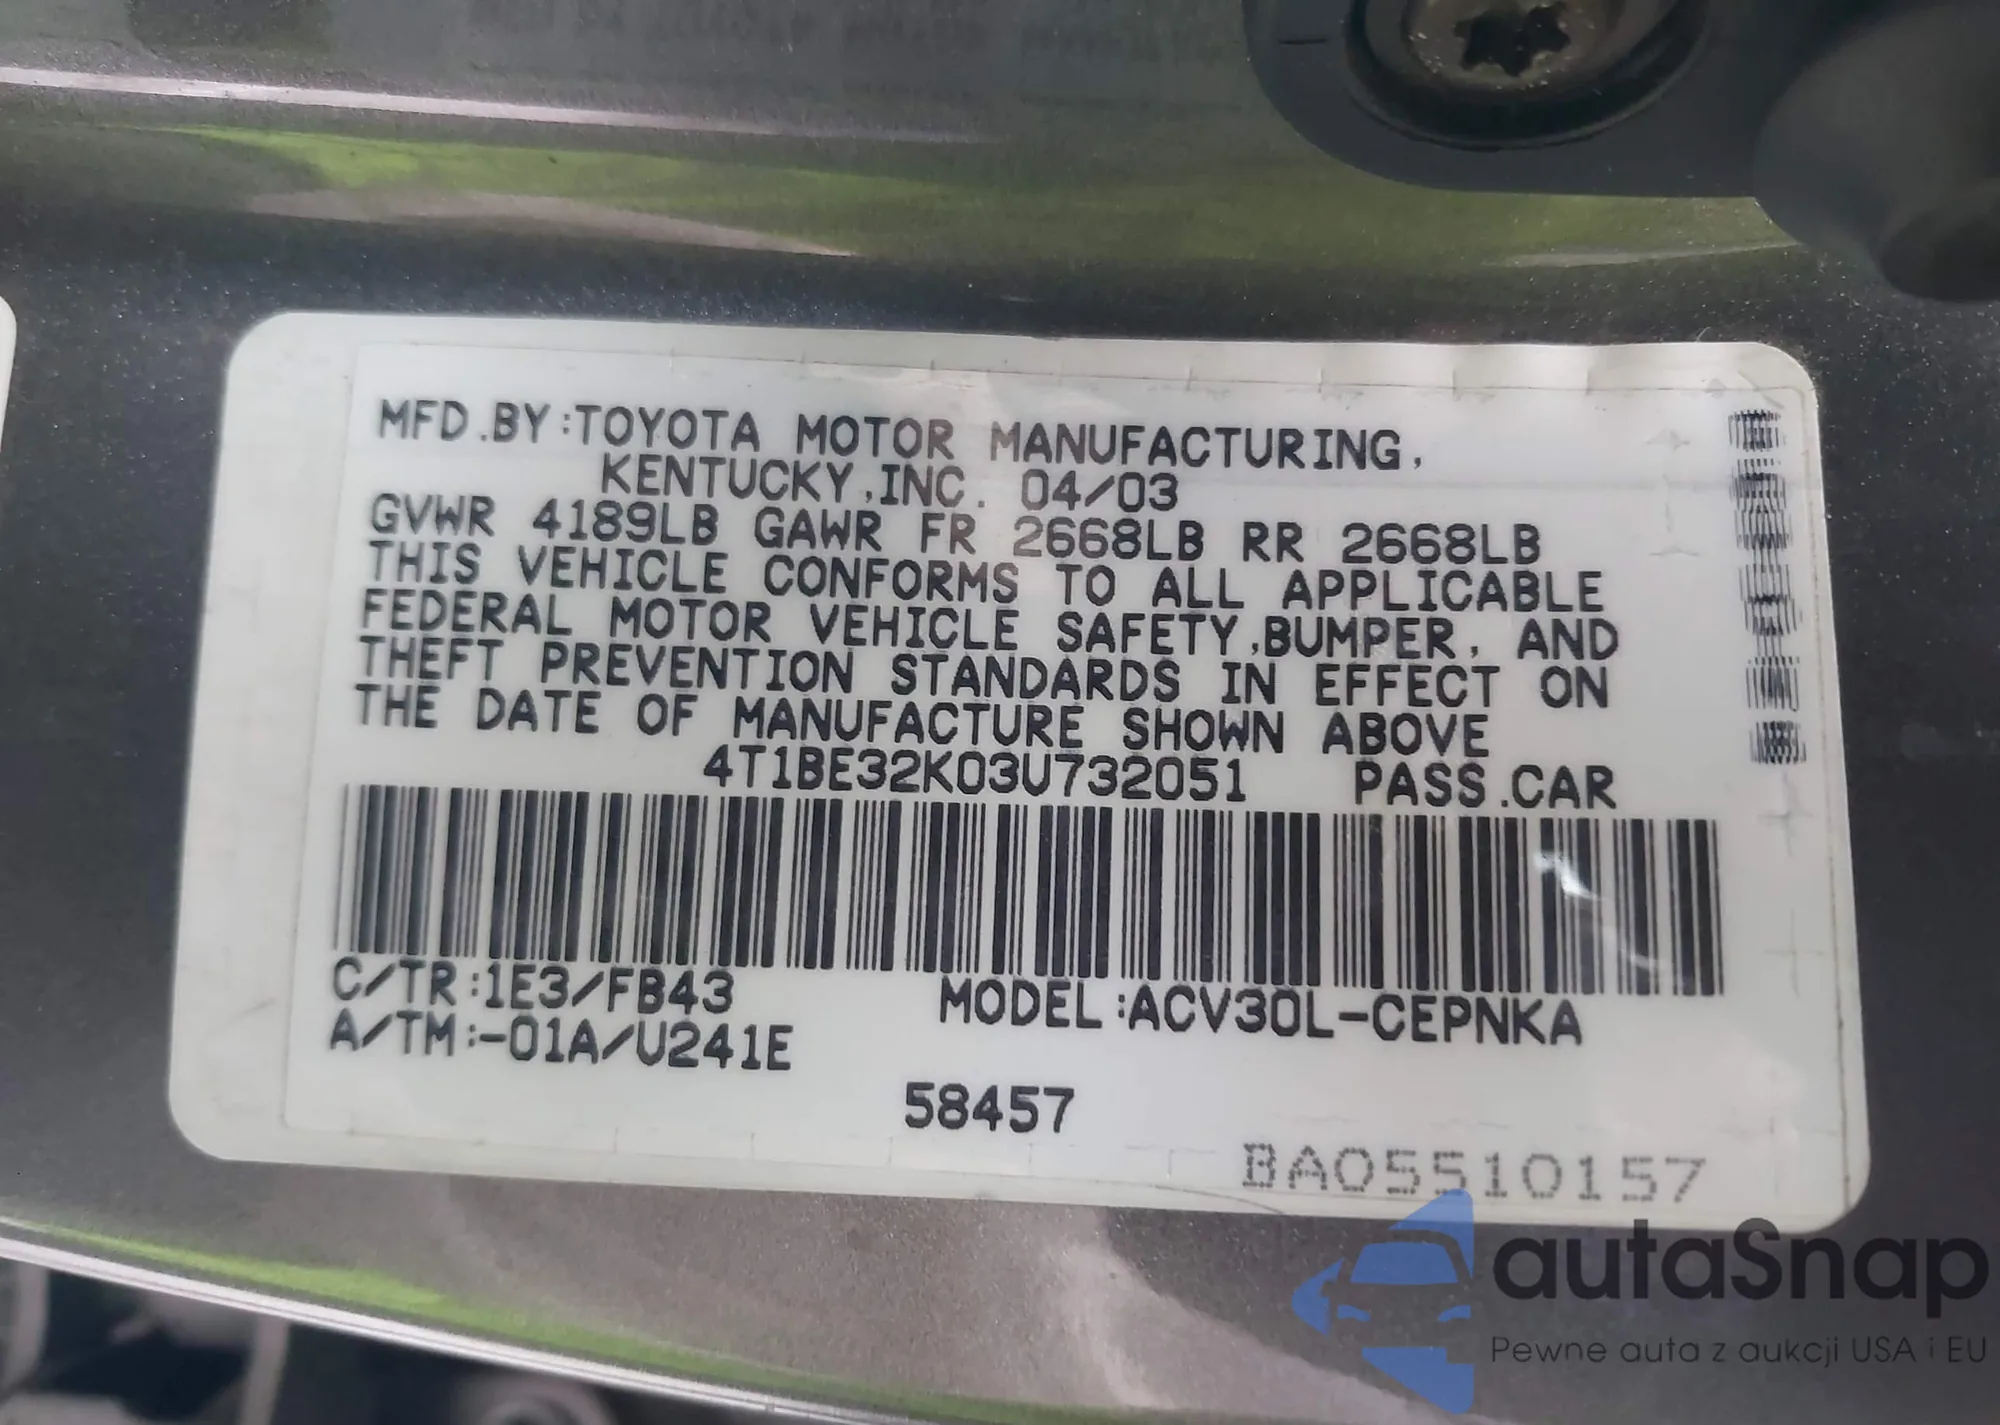 MFD.BY:TOYOTA MOTOR MANUFACTURING,
KENTUCKY,INC. 04/03
GVWR 4189LB GAWR FR 2668LB RR 2668LB
THIS VEHICLE CONFORMS TO ALL APPLICABLE
FEDERAL MOTOR VEHICLE SAFETY,BUMPER, AND
THEFT PREVENTION STANDARDS IN EFFECT ON
THE DATE OF MANUFACTURE SHOWN ABOVE
4T1BE32K03U732051 PASS.CAR
C/TR:1E3/FB43
MODEL:ACV30L-CEPNKA
A/TM:-01A/U241E
58457
BA05510157
autaSnap
Pewne auta z aukcji USA i EU